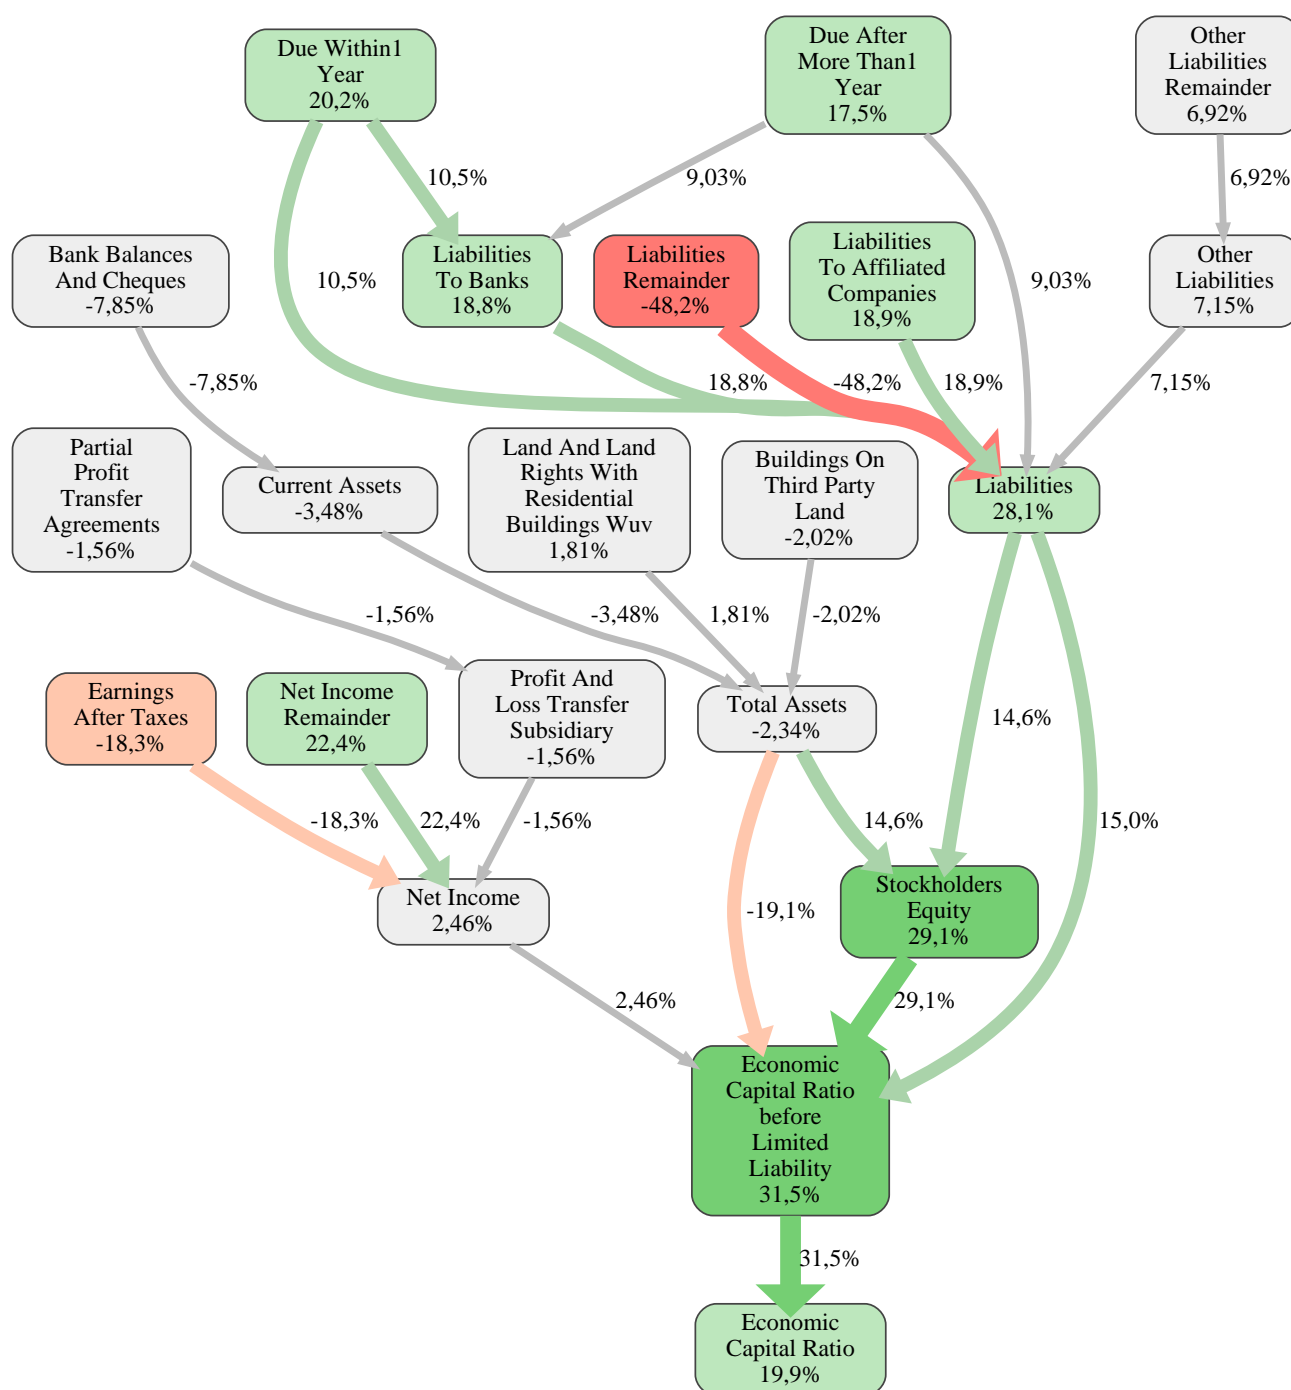 Due Within1
Year
20,2%
Due After
More Than1
Year
17,5%
Other
Liabilities
Remainder
6,92%
10,5%
9,03%
6,92%
Bank Balances
And Cheques
-7,85%
10,5%
Liabilities
To Banks
18,8%
Liabilities
Remainder
-48,2%
Liabilities
To Affiliated
Companies
18,9%
9,03%
Other
Liabilities
7,15%
-7,85%
18,8%
-48,2%
18,9%
7,15%
Partial
Profit
Transfer
Agreements
-1,56%
Current Assets
-3,48%
Land And Land
Rights With
Residential
Buildings Wuv
1,81%
Buildings On
Third Party
Land
-2,02%
Liabilities
28,1%
-1,56%
-3,48%
1,81%
-2,02%
Earnings
After Taxes
-18,3%
Net Income
Remainder
22,4%
Profit And
Loss Transfer
Subsidiary
-1,56%
Total Assets
-2,34%
14,6%
-18,3%
22,4%
-1,56%
14,6%
15,0%
Net Income
2,46%
-19,1%
Stockholders
Equity
29,1%
2,46%
29,1%
Economic
Capital Ratio
before
Limited
Liability
31,5%
31,5%
Economic
Capital Ratio
19,9%